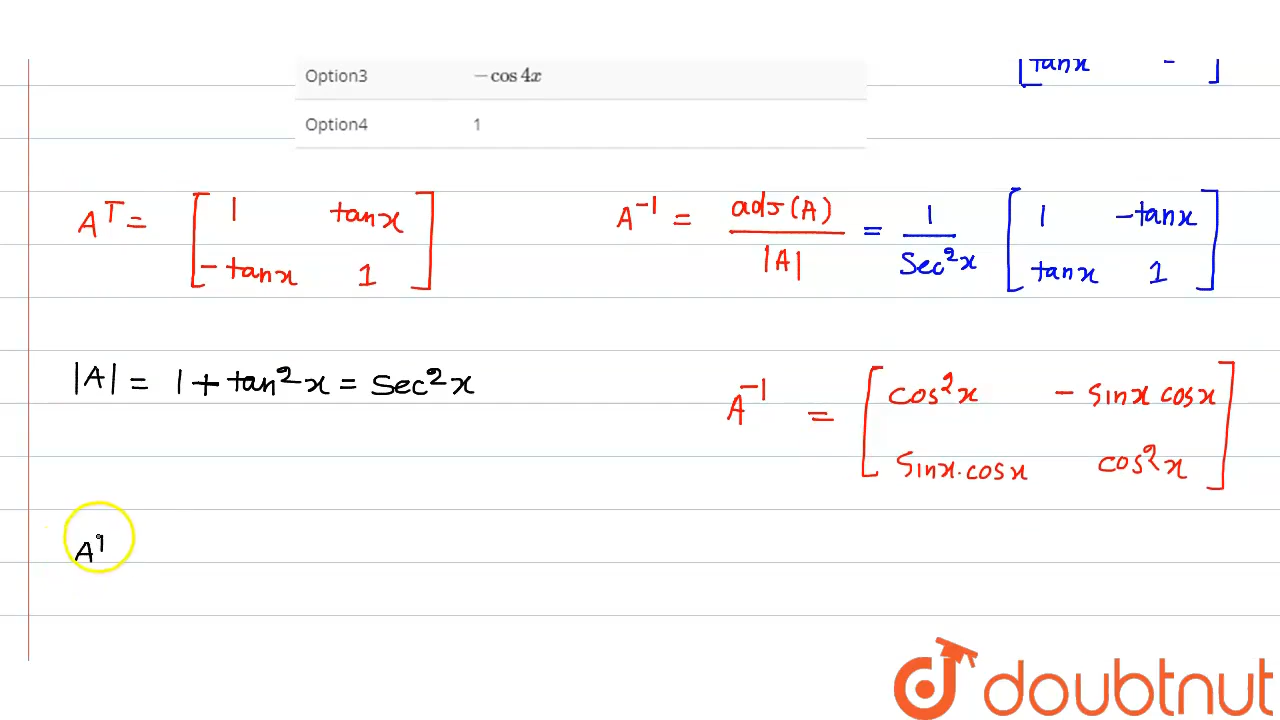 Option3 -cos 4x
[tanx - ]
Option4 1
A^T = [1 tanx
-tanx 1]
A^-1 = adj(A) / |A| = 1 / Sec²x [1 -tanx
tanx 1]
|A| = 1 + tan²x = Sec²x
A^-1 = [cos²x - sinx cosx
sinx.cosx cos²x]
A
doubtnut